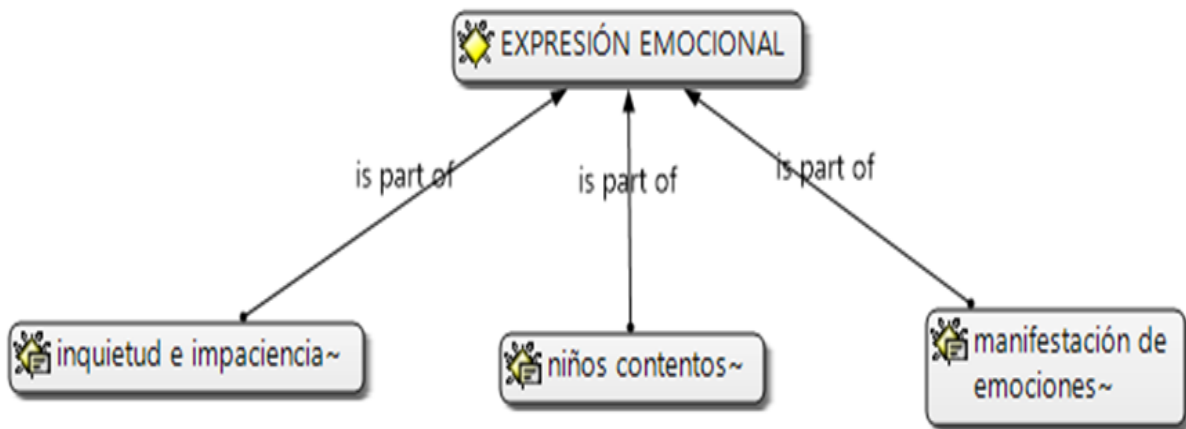 EXPRESIÓN EMOCIONAL
is part of
is part of
is part of
inquietud e impaciencia~
niños contentos~
manifestación de
emociones~